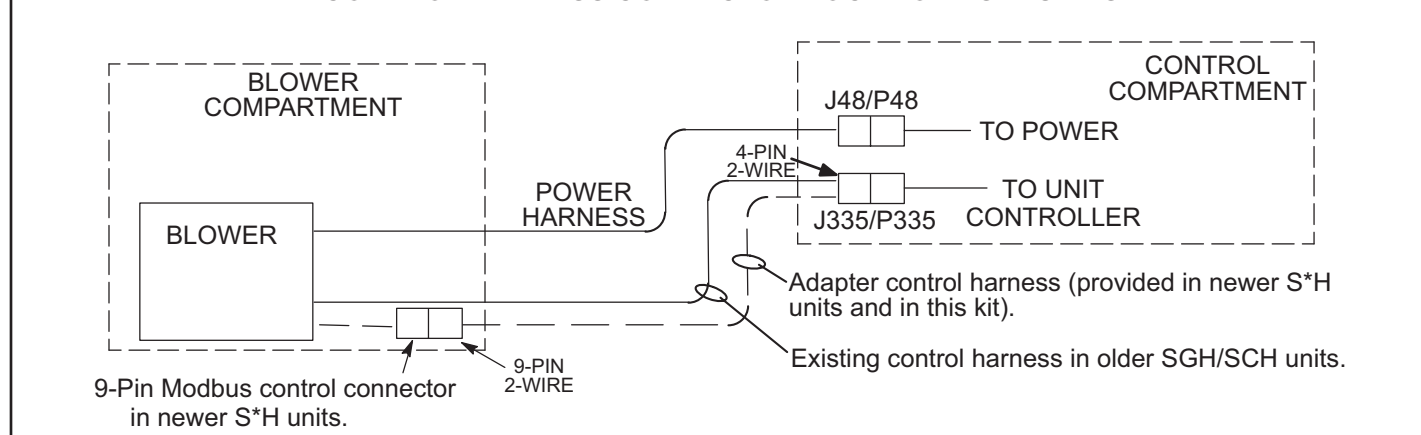 BLOWER
COMPARTMENT
BLOWER
POWER
HARNESS
CONTROL
COMPARTMENT
J48/P48
TO POWER
4-PIN
2-WIRE
TO UNIT
CONTROLLER
J335/P335
Adapter control harness (provided in newer S*H
units and in this kit).
Existing control harness in older SGH/SCH units.
9-PIN
2-WIRE
9-Pin Modbus control connector
in newer S*H units.